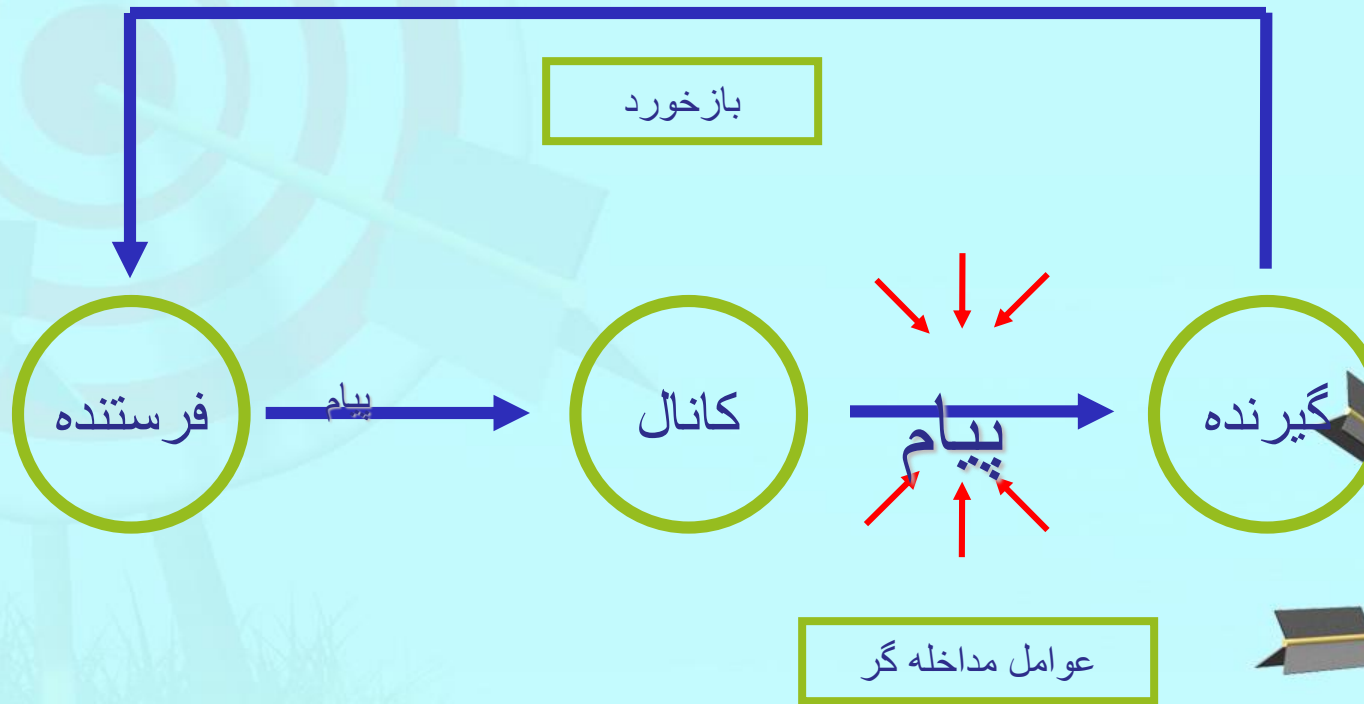 بازخورد
فرستنده
پیام
کانال
پیام
گیرنده
عوامل مداخله گر